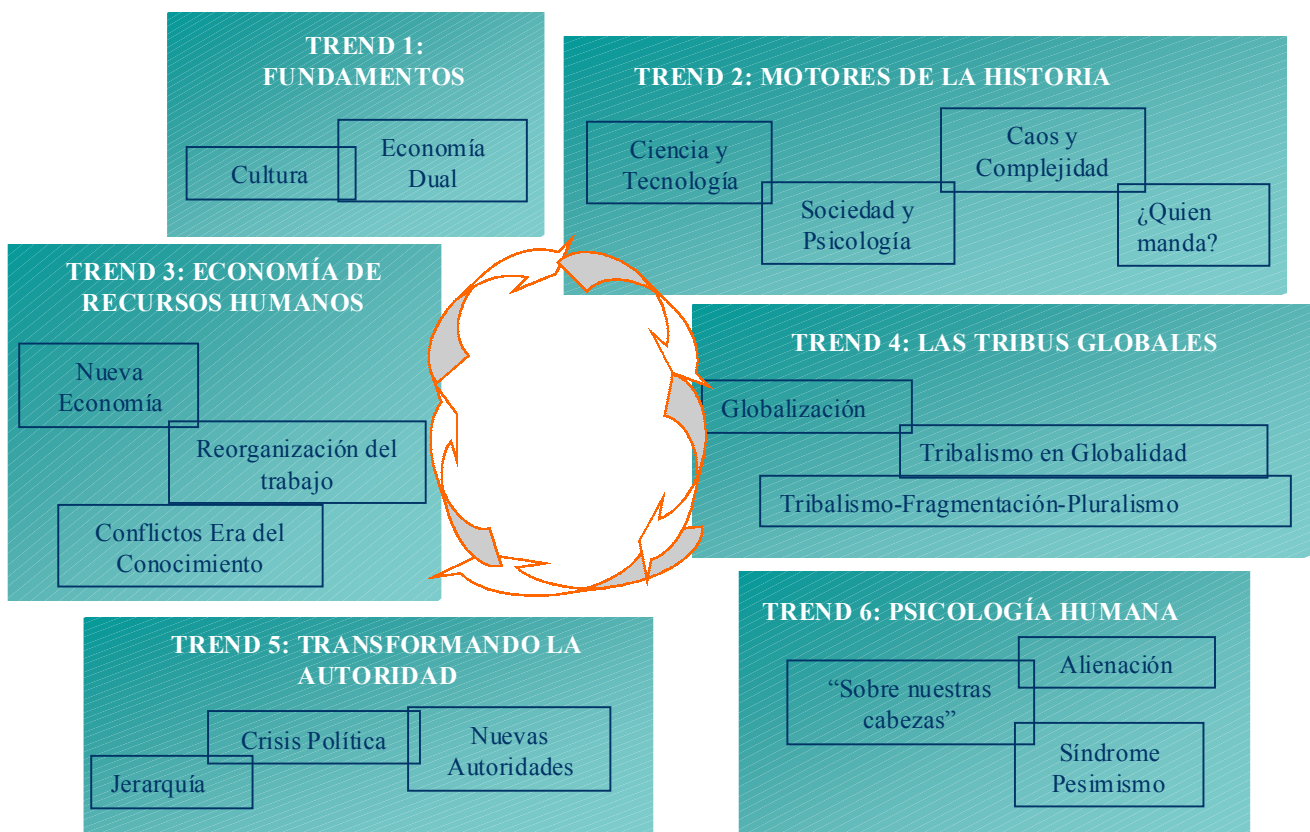 TREND 1:
FUNDAMENTOS
Cultura
Economía
Dual
TREND 2: MOTORES DE LA HISTORIA
Ciencia y
Tecnología
Sociedad y
Psicología
Caos y
Complejidad
¿Quien
manda?
TREND 3: ECONOMÍA DE
RECURSOS HUMANOS
Nueva
Economía
Reorganización del
trabajo
Conflictos Era del
Conocimiento
TREND 4: LAS TRIBUS GLOBALES
Globalización
Tribalismo en Globalidad
Tribalismo-Fragmentación-Pluralismo
TREND 5: TRANSFORMANDO LA
AUTORIDAD
Jerarquía
Crisis Política
Nuevas
Autoridades
TREND 6: PSICOLOGÍA HUMANA
“Sobre nuestras
cabezas”
Alienación
Síndrome
Pesimismo